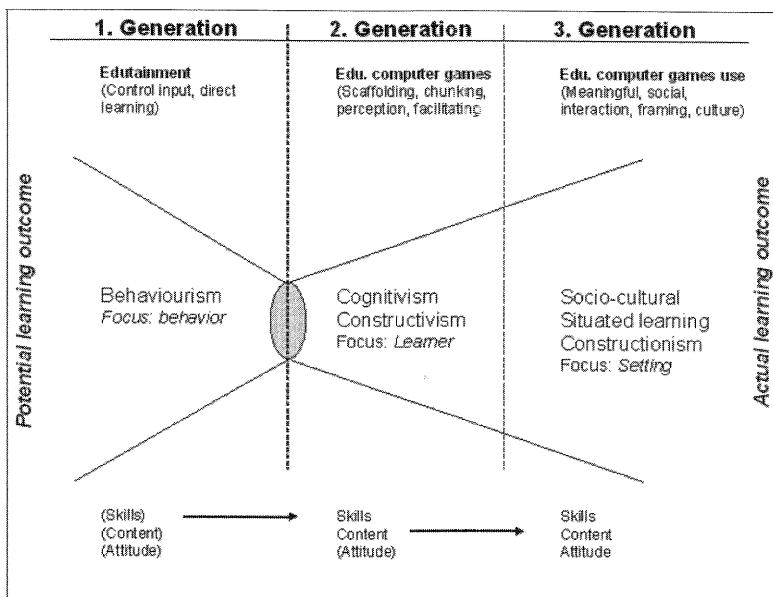 1. Generation
2. Generation
3. Generation
Edutainment
(Control input, direct
learning)
Edu. computer games
(Scaffolding, chunking,
perception, facilitating)
Edu. computer games use
(Meaningful, social,
interaction, framing, culture)
Potential learning outcome
Behaviourism
Focus: behavior
Cognitivism
Constructivism
Focus: Learner
Socio-cultural
Situated learning
Constructionism
Focus: Setting
Actual learning outcome
(Skills)
(Content)
(Attitude)
Skills
Content
(Attitude)
Skills
Content
Attitude